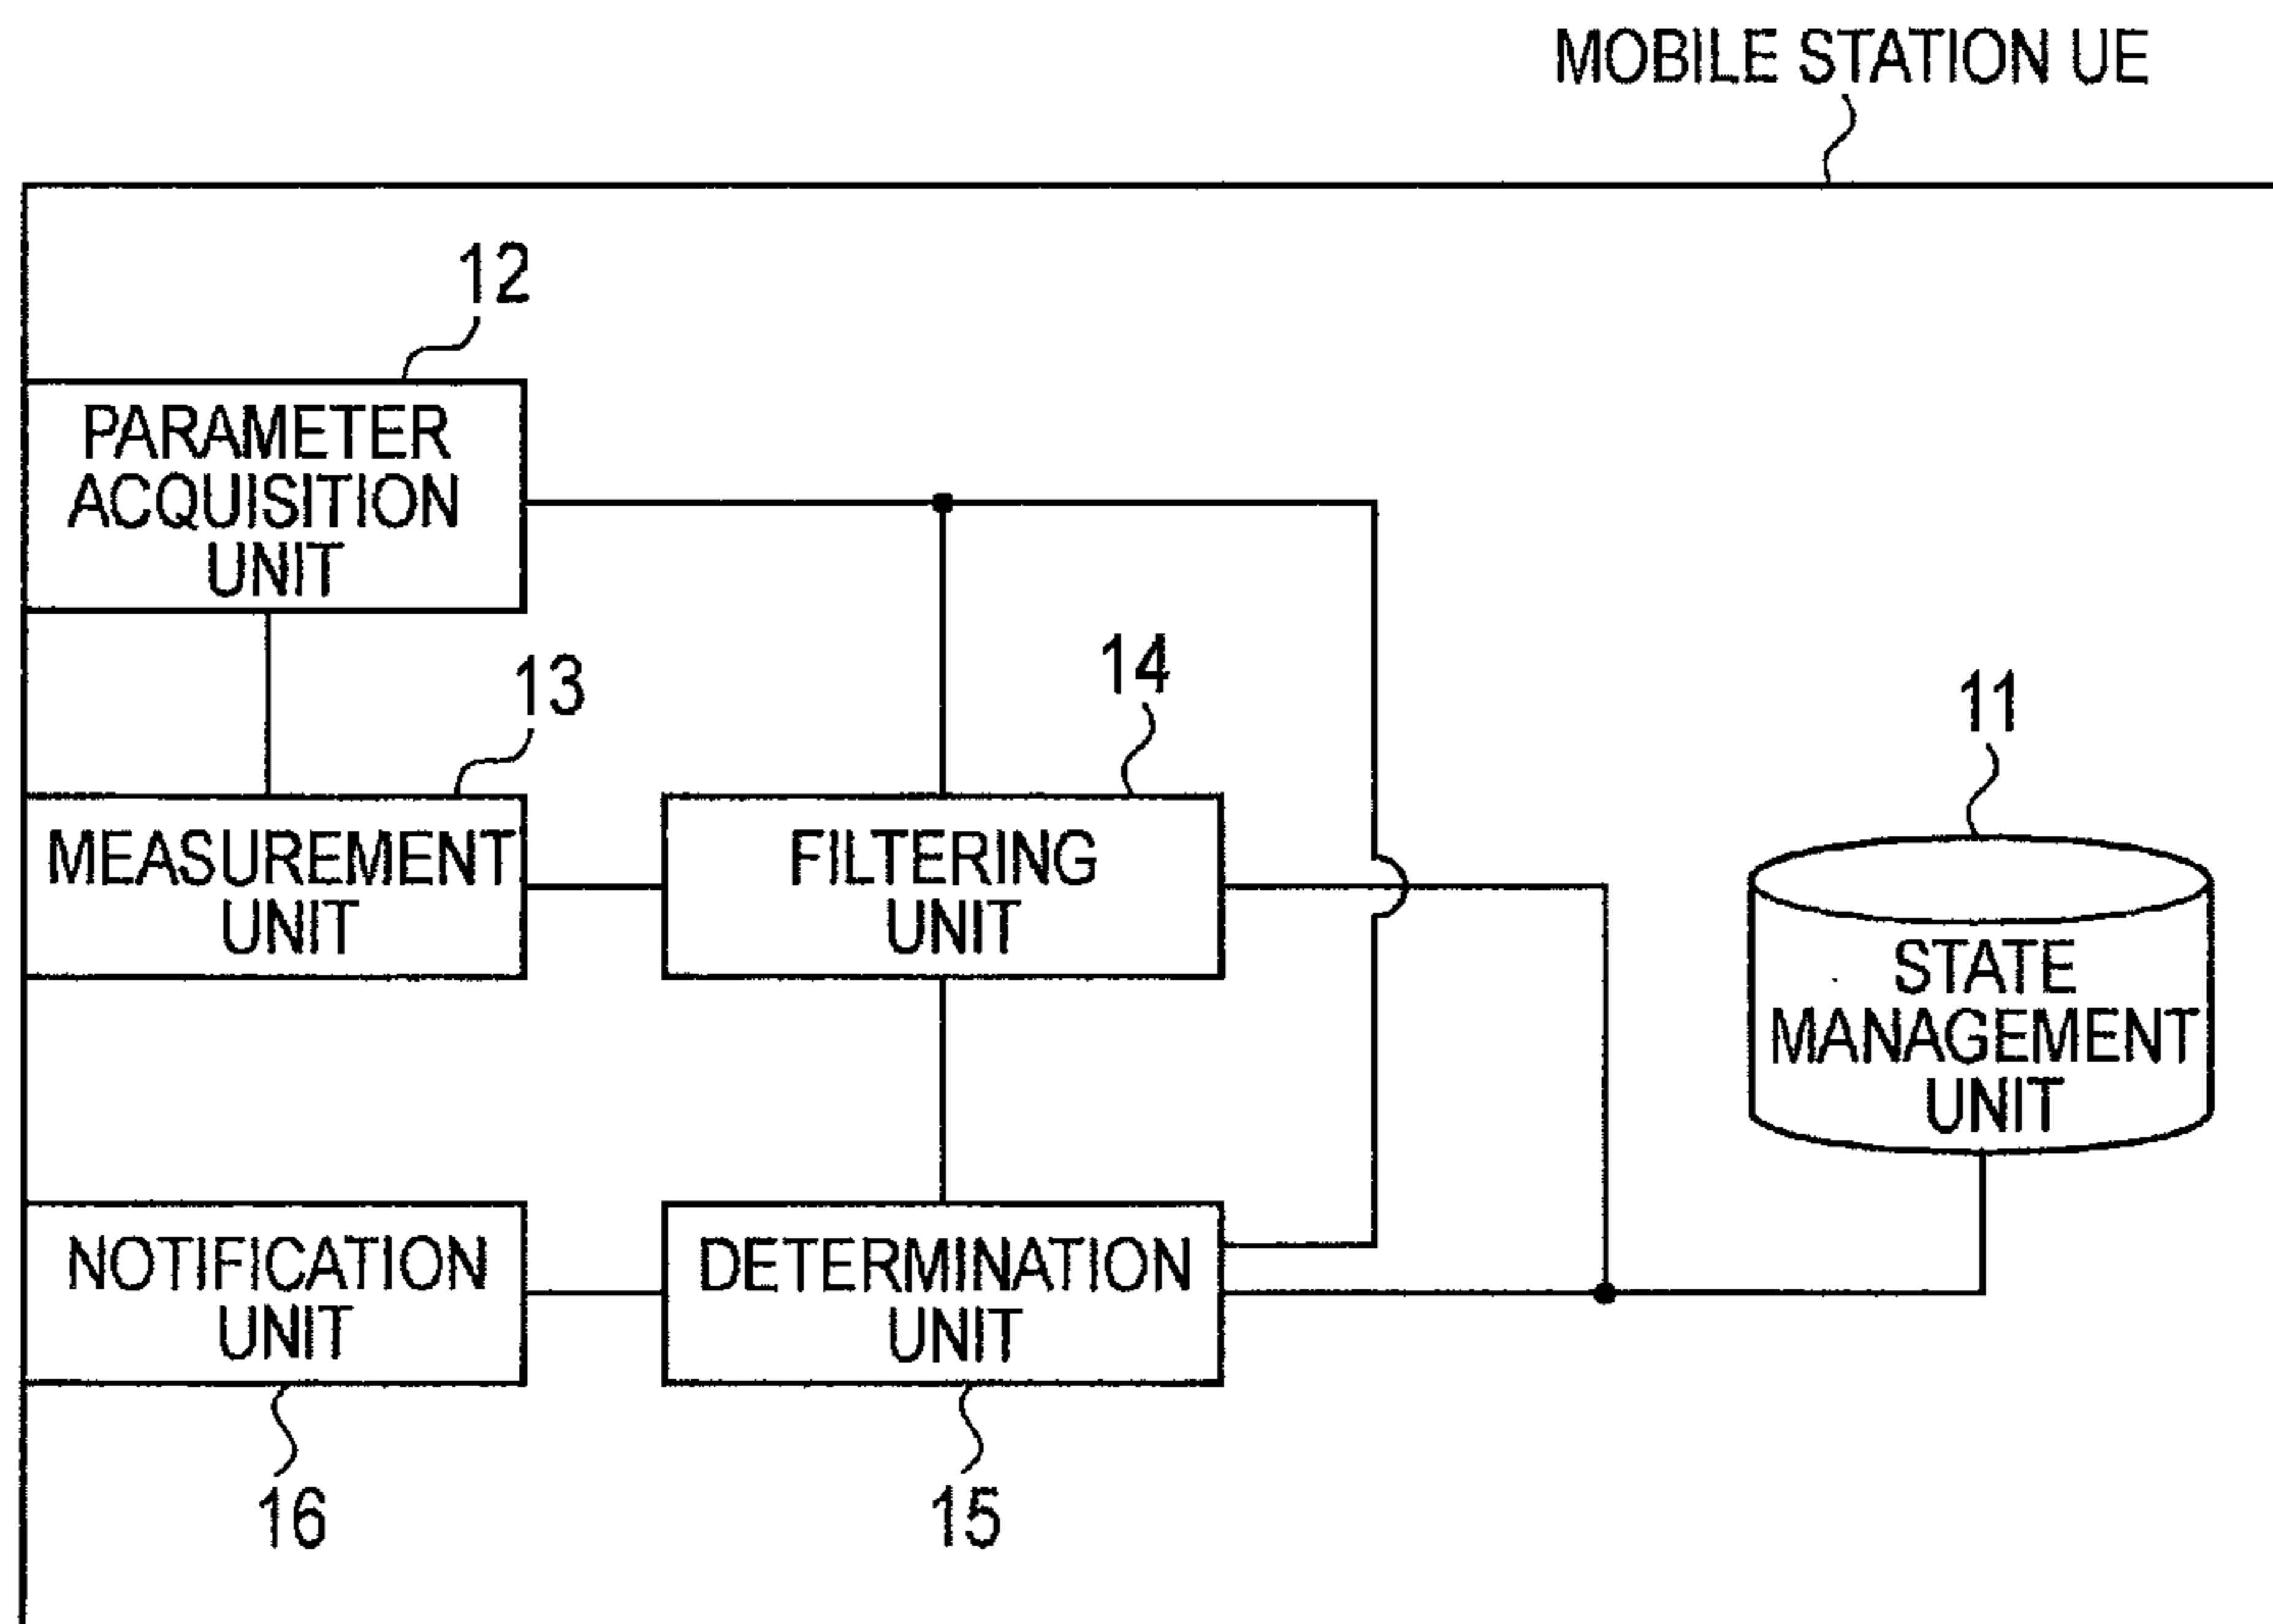 MOBILE STATION UE
12
PARAMETER
ACQUISITION
UNIT
13
MEASUREMENT
UNIT
14
FILTERING
UNIT
11
STATE
MANAGEMENT
UNIT
NOTIFICATION
UNIT
16
DETERMINATION
UNIT
15